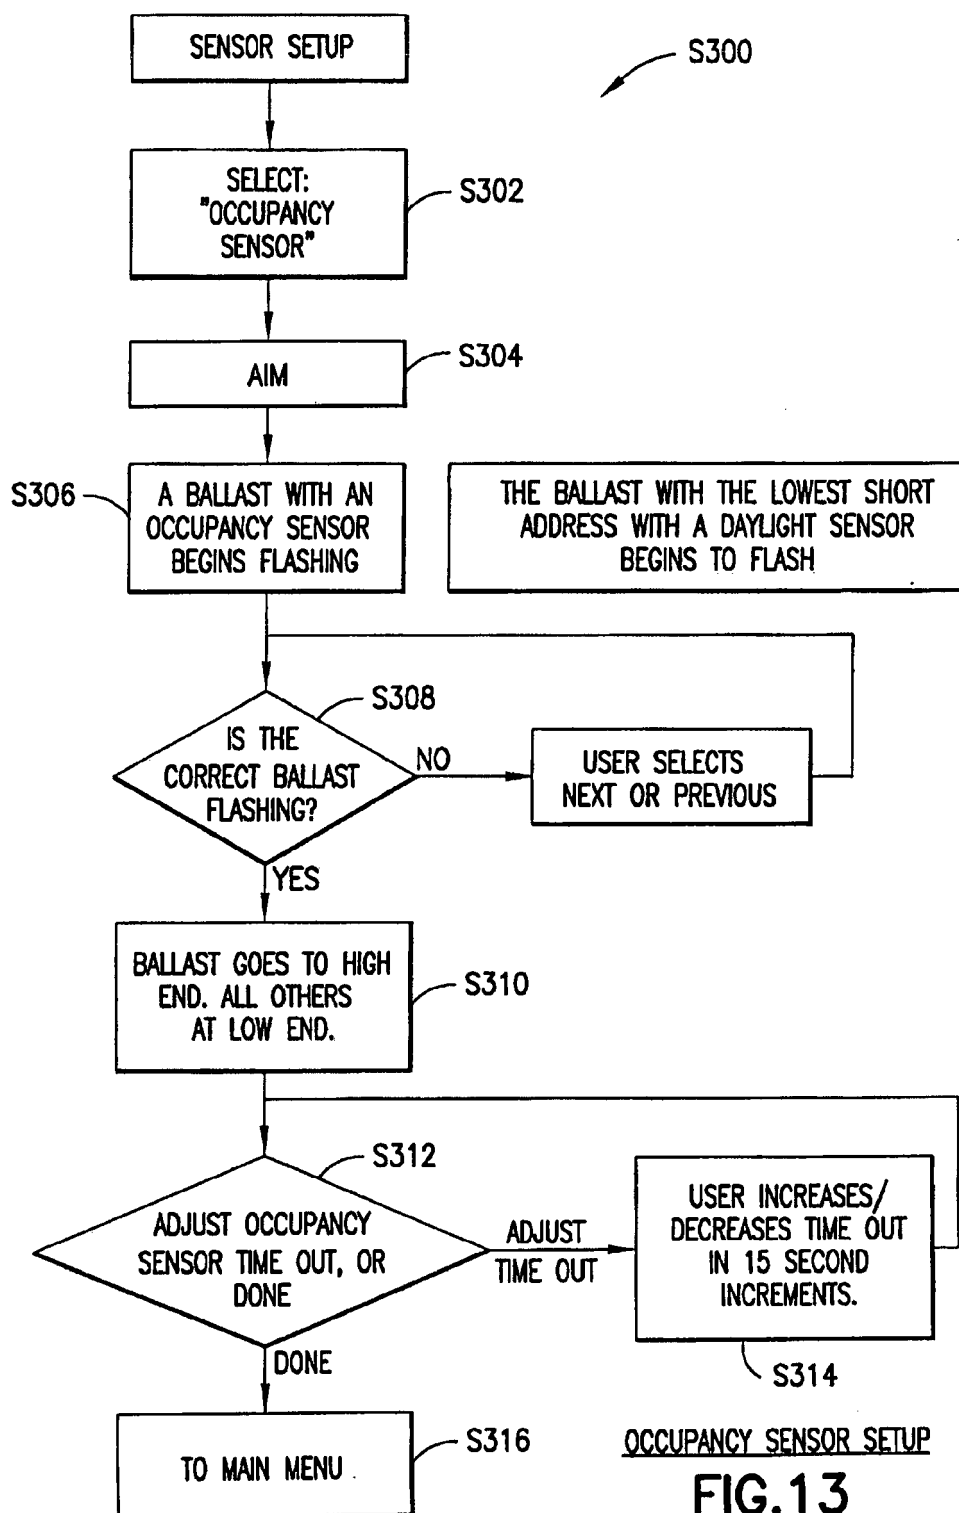 SENSOR SETUP
S300
SELECT:
"OCCUPANCY
SENSOR"
S302
AIM
S304
S306
A BALLAST WITH AN
OCCUPANCY SENSOR
BEGINS FLASHING
THE BALLAST WITH THE LOWEST SHORT
ADDRESS WITH A DAYLIGHT SENSOR
BEGINS TO FLASH
S308
IS THE
CORRECT BALLAST
FLASHING?
NO
USER SELECTS
NEXT OR PREVIOUS
YES
BALLAST GOES TO HIGH
END. ALL OTHERS
AT LOW END.
S310
S312
ADJUST OCCUPANCY
SENSOR TIME OUT, OR
DONE
ADJUST
TIME OUT
USER INCREASES/
DECREASES TIME OUT
IN 15 SECOND
INCREMENTS.
S314
DONE
TO MAIN MENU
S316
OCCUPANCY SENSOR SETUP
FIG.13